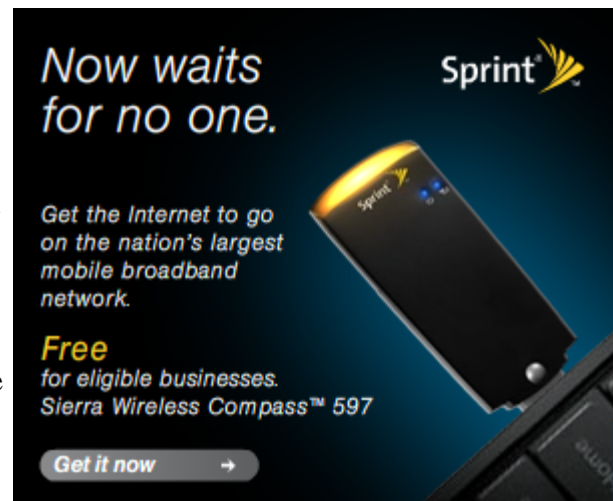 Now waits
for no one.
Sprint
Get the Internet to go
on the nation's largest
mobile broadband
network.
Sprint
Free
for eligible businesses.
Sierra Wireless Compass™ 597
Get it now →
Home
e